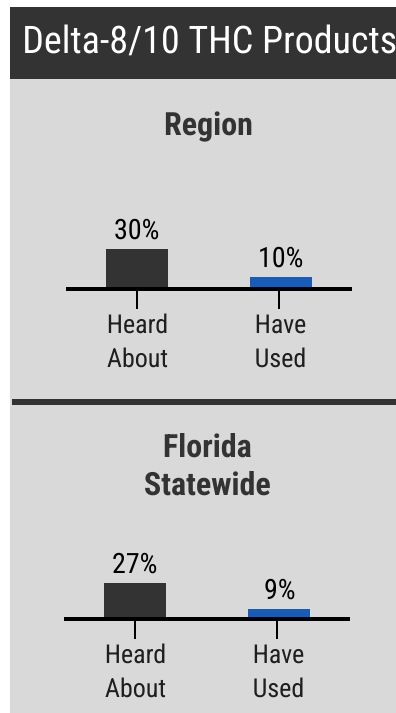 Delta-8/10 THC Products
Region
30%
10%
Heard
About
Have
Used
Florida
Statewide
27%
9%
Heard
About
Have
Used